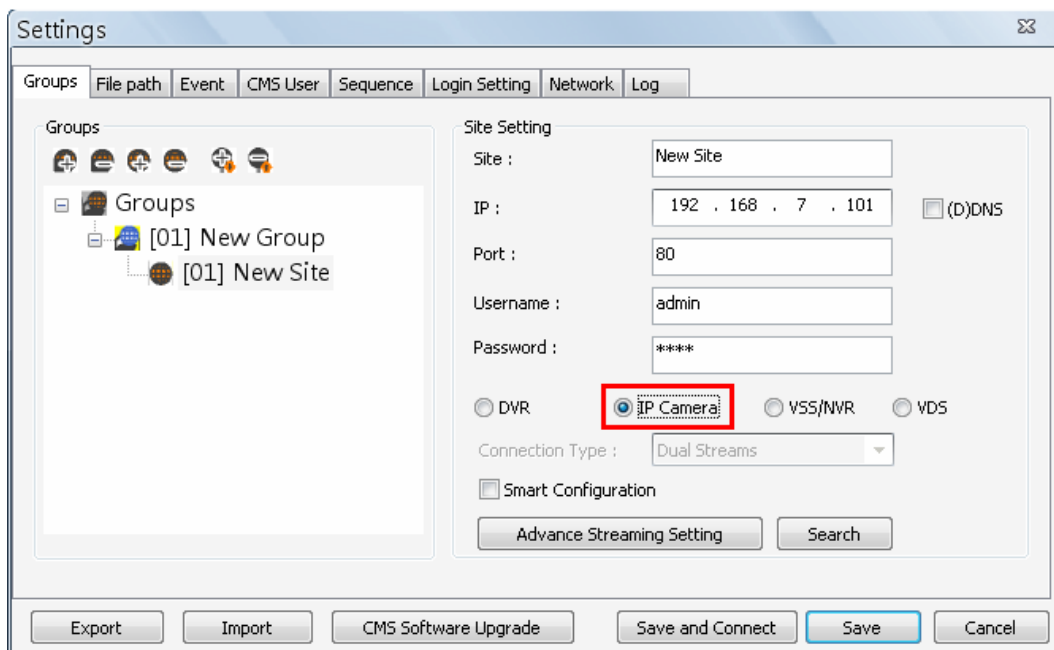 Settings
Groups File path Event CMS User Sequence Login Setting Network Log
Groups
Groups
[01] New Group
[01] New Site
Site Setting
Site : New Site
IP : 192 . 168 . 7 . 101 (D)DNS
Port : 80
Username : admin
Password : ****
DVR IP Camera VSS/NVR VDS
Connection Type : Dual Streams
Smart Configuration
Advance Streaming Setting Search
Export Import CMS Software Upgrade Save and Connect Save Cancel